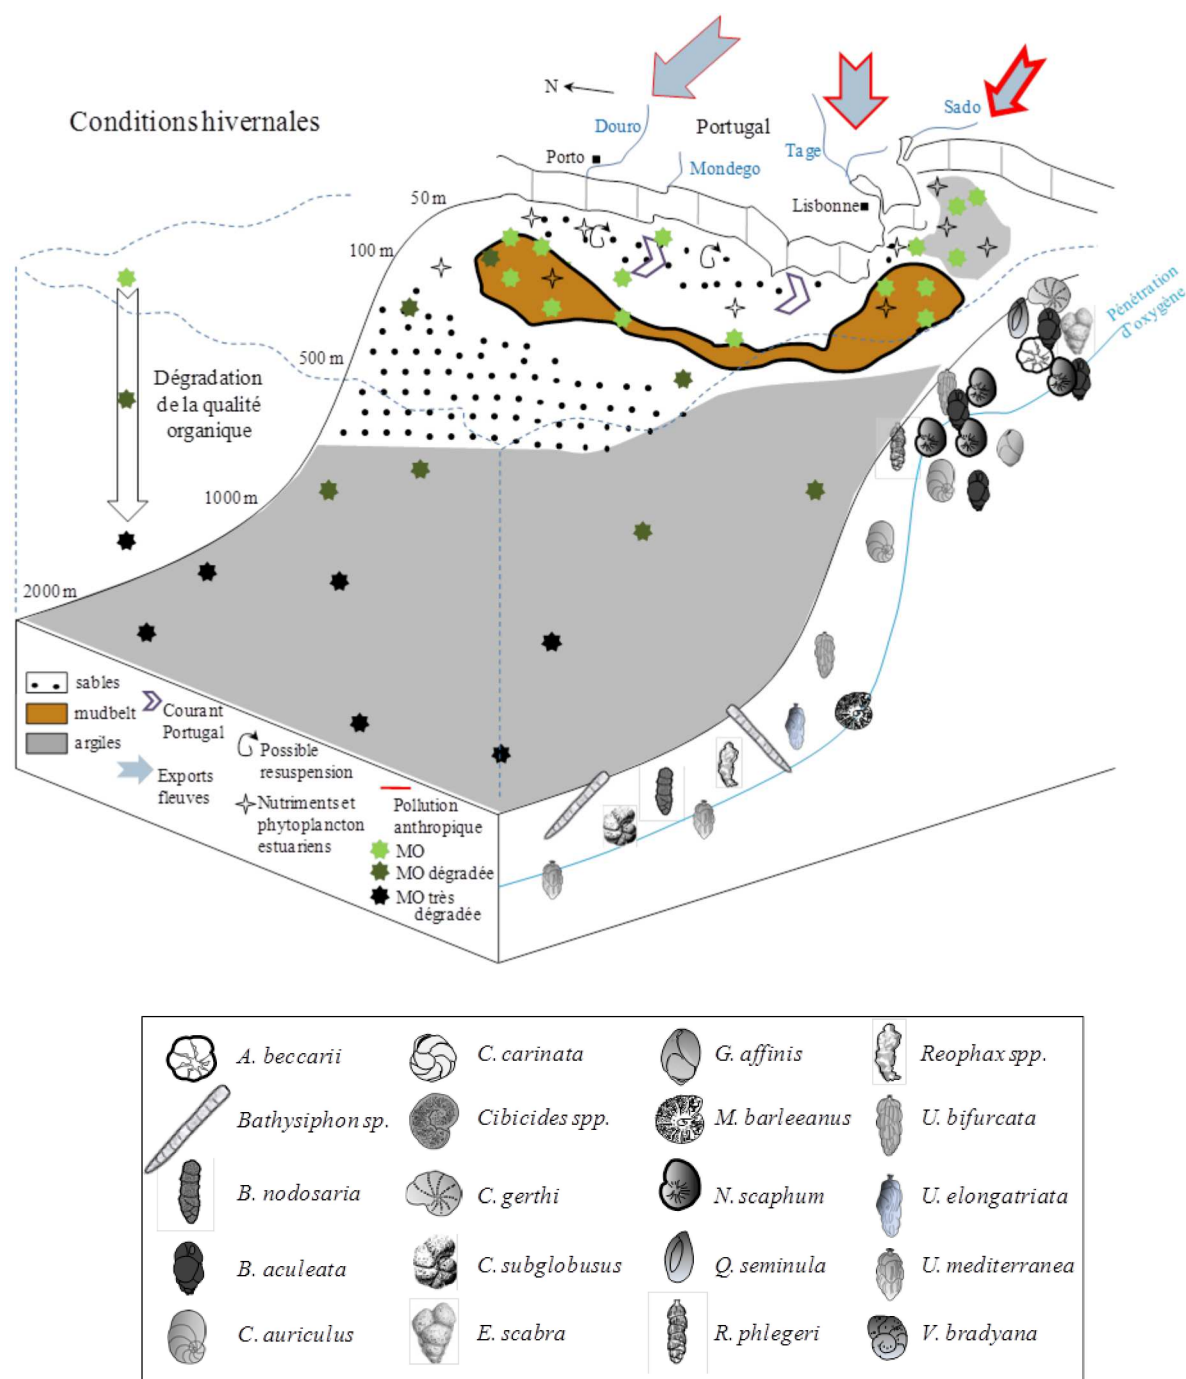 Conditions hivernales
N
Douro
Portugal
Sado
Porto
Mondego
Tage
Lisbonne
50 m
100 m
500 m
1000 m
2000 m
Pénétration
d'oxygène
Dégradation
de la qualité
organique
sables
mudbelt
argiles
Courant
Portugal
Exports
fleuves
Possible
resuspension
Nutriments et
phytoplancton
estuariens
Pollution
anthropique
MO
MO dégradée
MO très
dégradée
A. beccarii
C. carinata
G. affinis
Reophax spp.
Bathysiphon sp.
Cibicides spp.
M. barleeanus
U. bifurcata
B. nodosaria
C. gerthi
N. scaphum
U. elongatriata
B. aculeata
C. subglobusus
Q. seminula
U. mediterranea
C. auriculus
E. scabra
R. phlegeri
V. bradyana